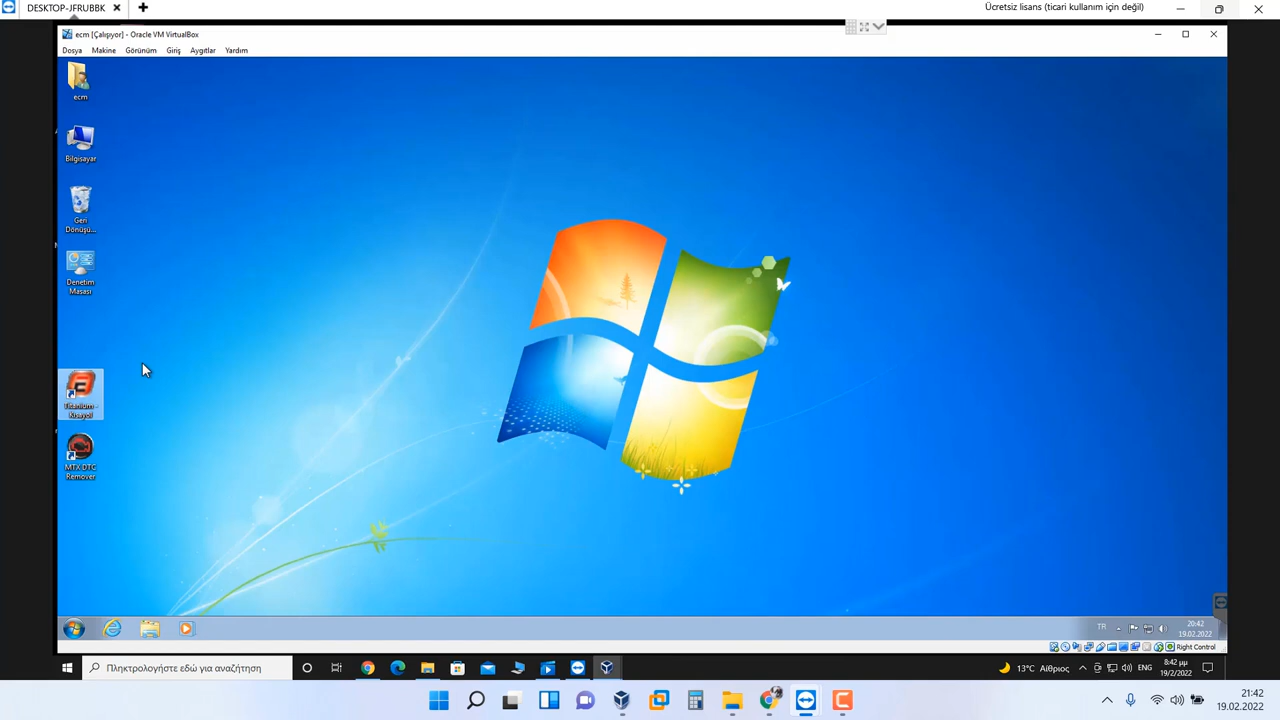 DESKTOP-JFRUBBK
Ücretsiz lisans (ticari kullanım için değil)
ecm [Çalışıyor] - Oracle VM VirtualBox
Dosya Makine Görünüm Giriş Aygıtlar Yardım
ecm
Bilgisayar
Geri
Dönüşü...
Denetim
Masası
Titanium -
Kısayol
MTX DTC
Remover
TR
20:42
19.02.2022
Right Control
Πληκτρολογήστε εδώ για αναζήτηση
13°C Αίθριος
ENG
8:42 μμ
19/2/2022
21:42
19.02.2022